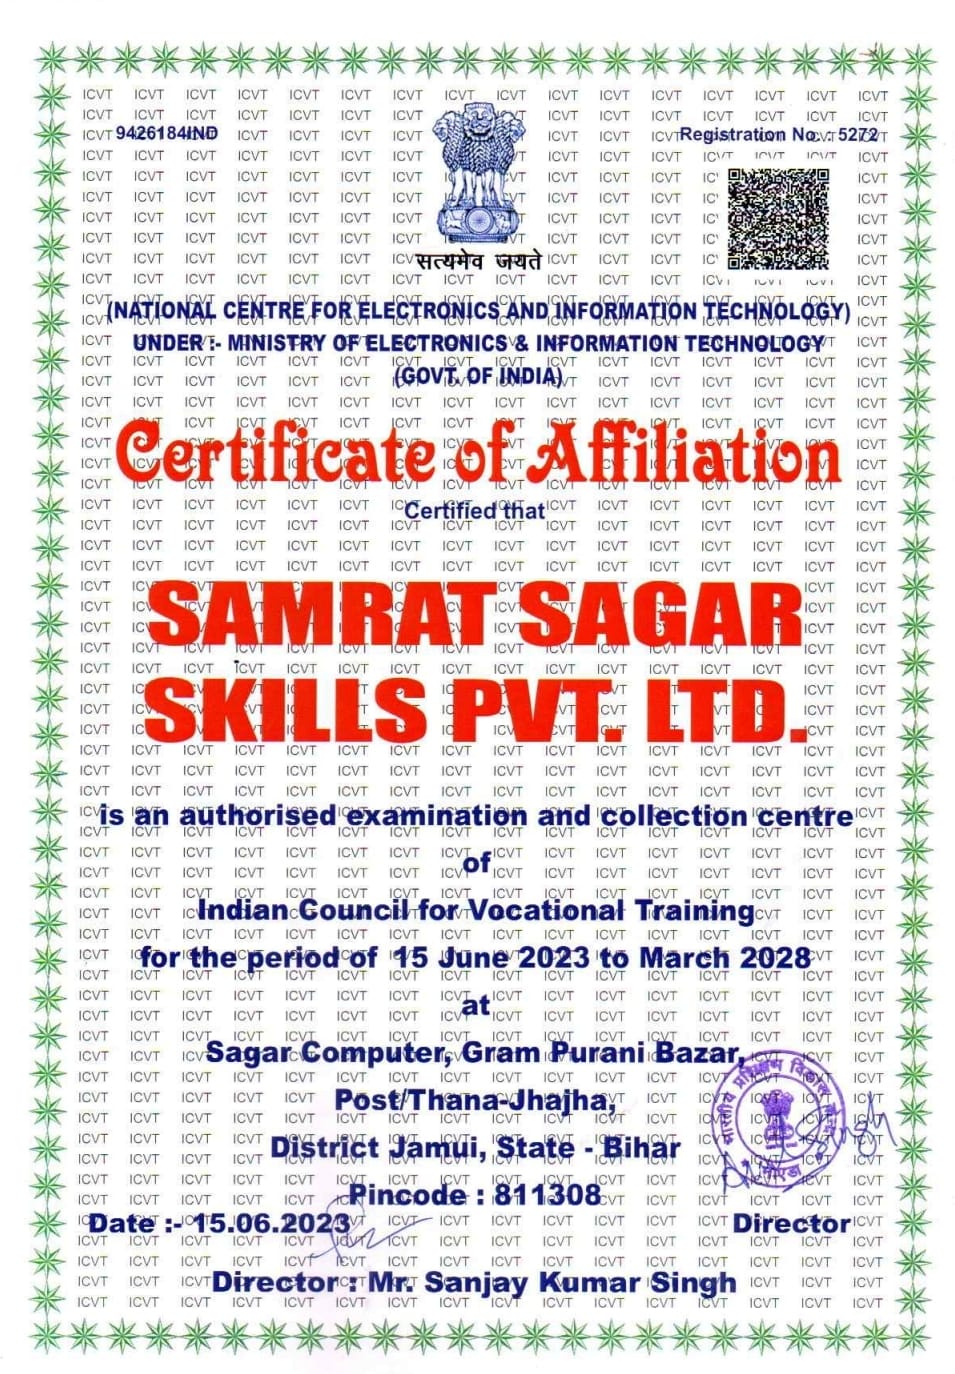 9426184IND
Registration No. : 5272
सत्यमेव जयते
(NATIONAL CENTRE FOR ELECTRONICS AND INFORMATION TECHNOLOGY)
UNDER :- MINISTRY OF ELECTRONICS & INFORMATION TECHNOLOGY
(GOVT. OF INDIA)
Certificate of Affiliation
Certified that
SAMRAT SAGAR
SKILLS PVT. LTD.
is an authorised examination and collection centre
of
Indian Council for Vocational Training
for the period of 15 June 2023 to March 2028
at
Sagar Computer, Gram Purani Bazar,
Post/Thana-Jhajha,
District Jamui, State - Bihar
Pincode : 811308
Date :- 15.06.2023
Director
Director : Mr. Sanjay Kumar Singh